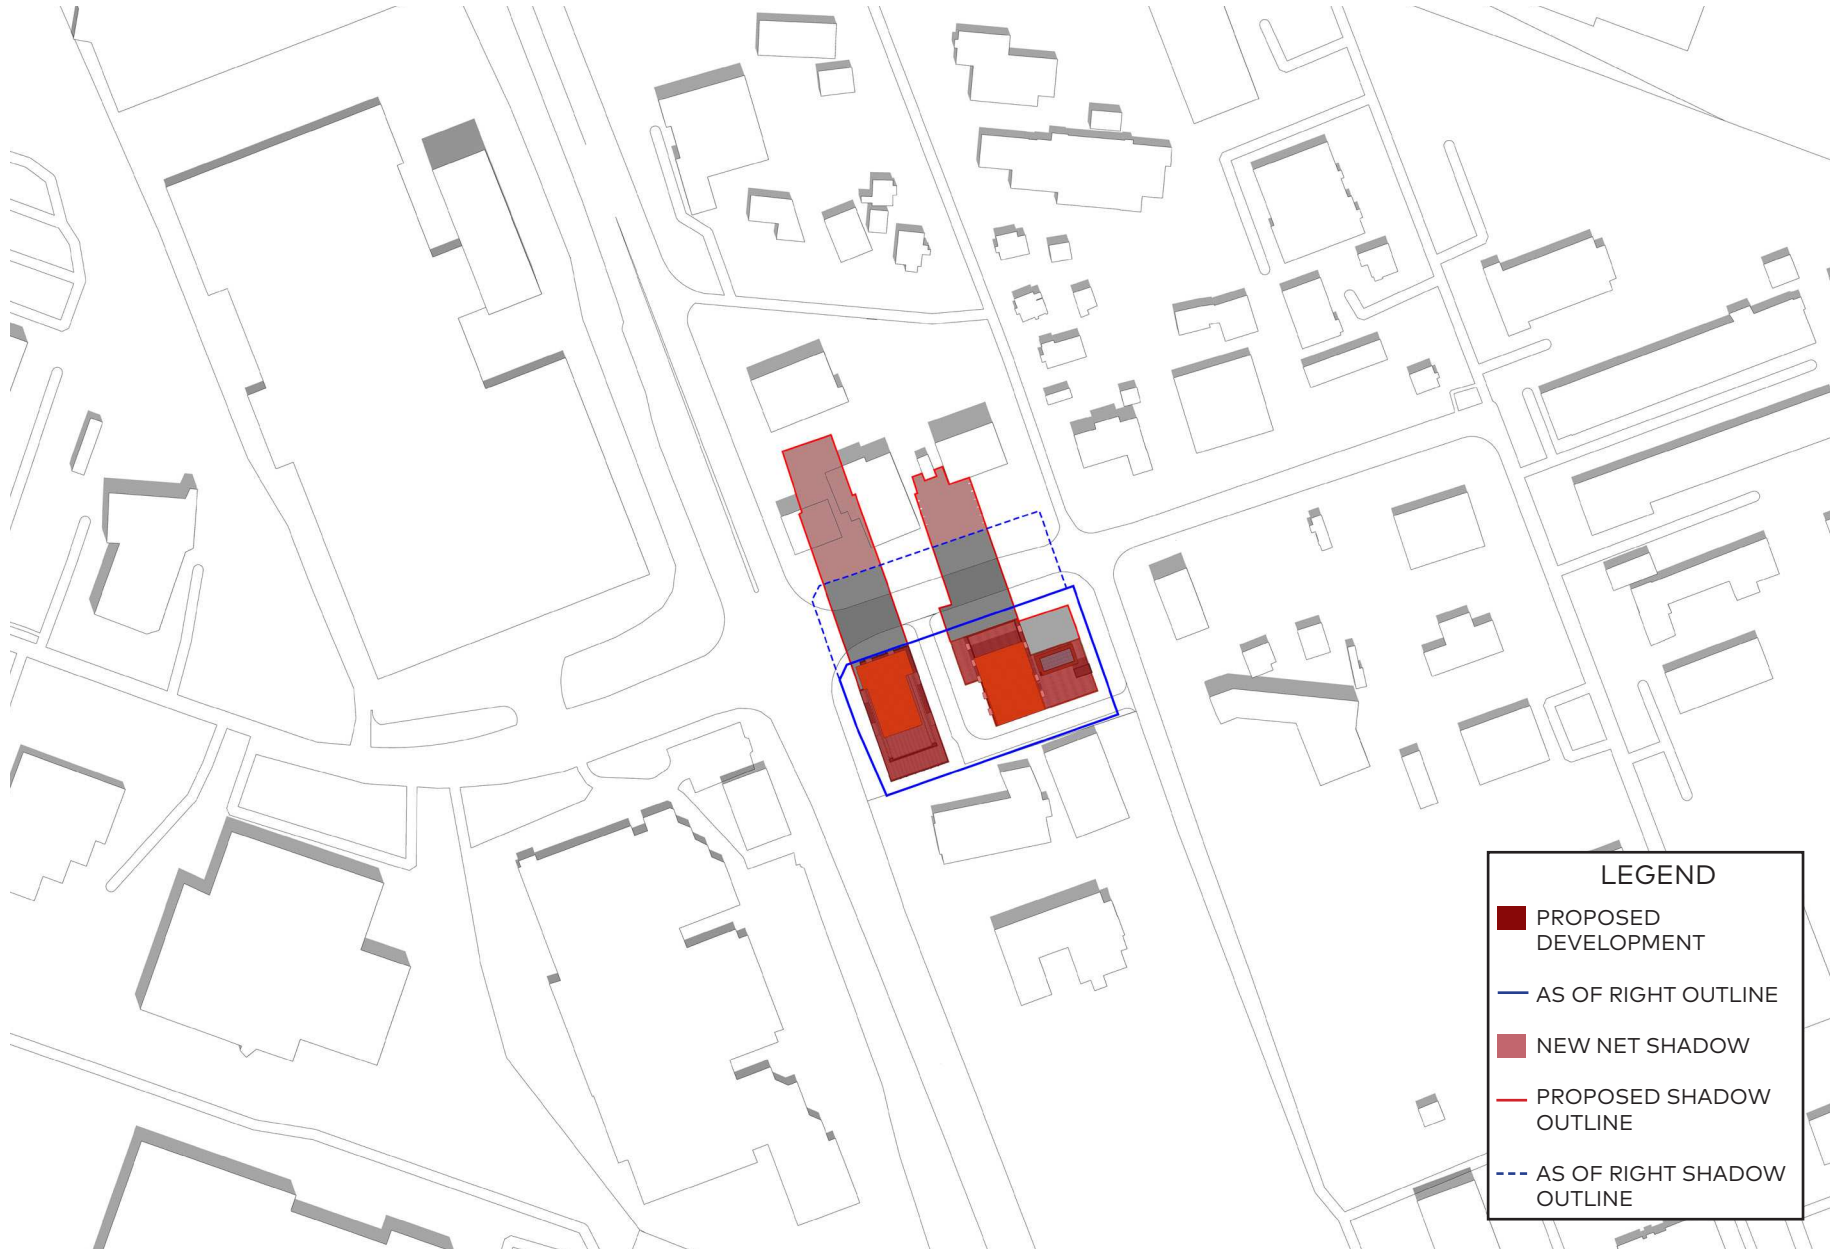 LEGEND
PROPOSED
DEVELOPMENT
AS OF RIGHT OUTLINE
NEW NET SHADOW
PROPOSED SHADOW
OUTLINE
AS OF RIGHT SHADOW
OUTLINE